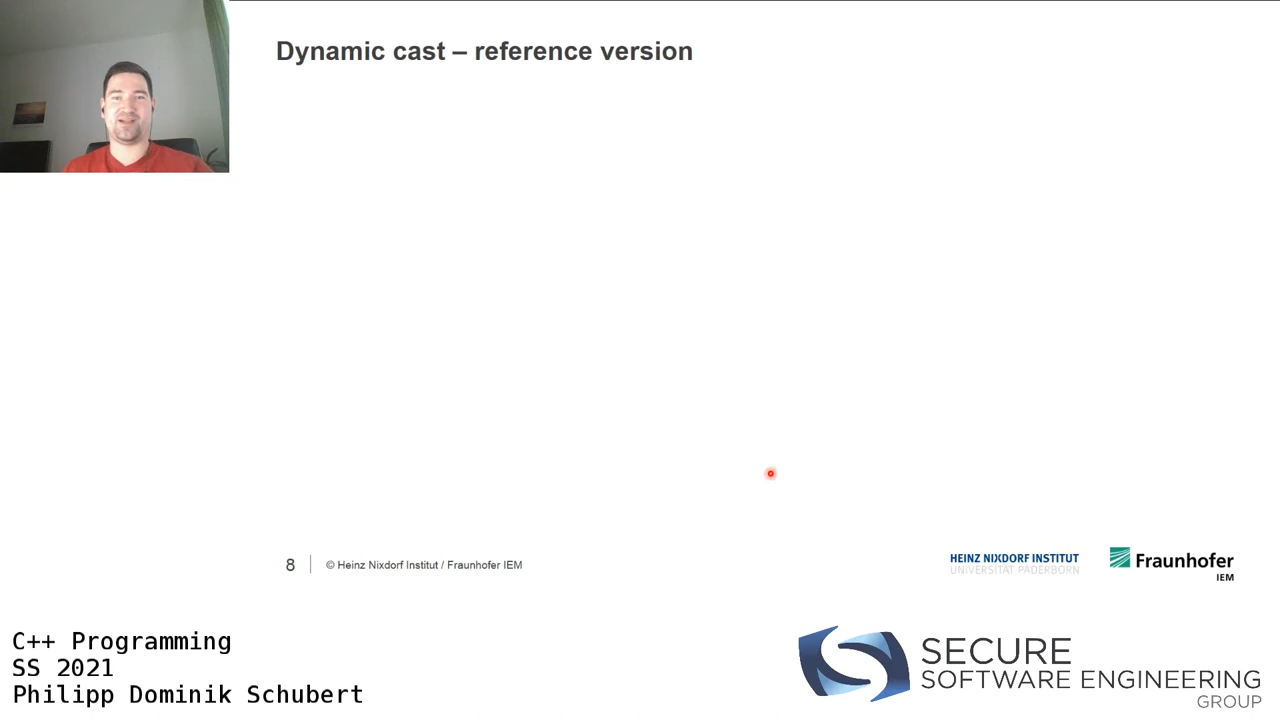 Dynamic cast – reference version
8
© Heinz Nixdorf Institut / Fraunhofer IEM
HEINZ NIXDORF INSTITUT
UNIVERSITÄT PADERBORN
Fraunhofer
IEM
C++ Programming
SS 2021
Philipp Dominik Schubert
SECURE
SOFTWARE ENGINEERING
GROUP